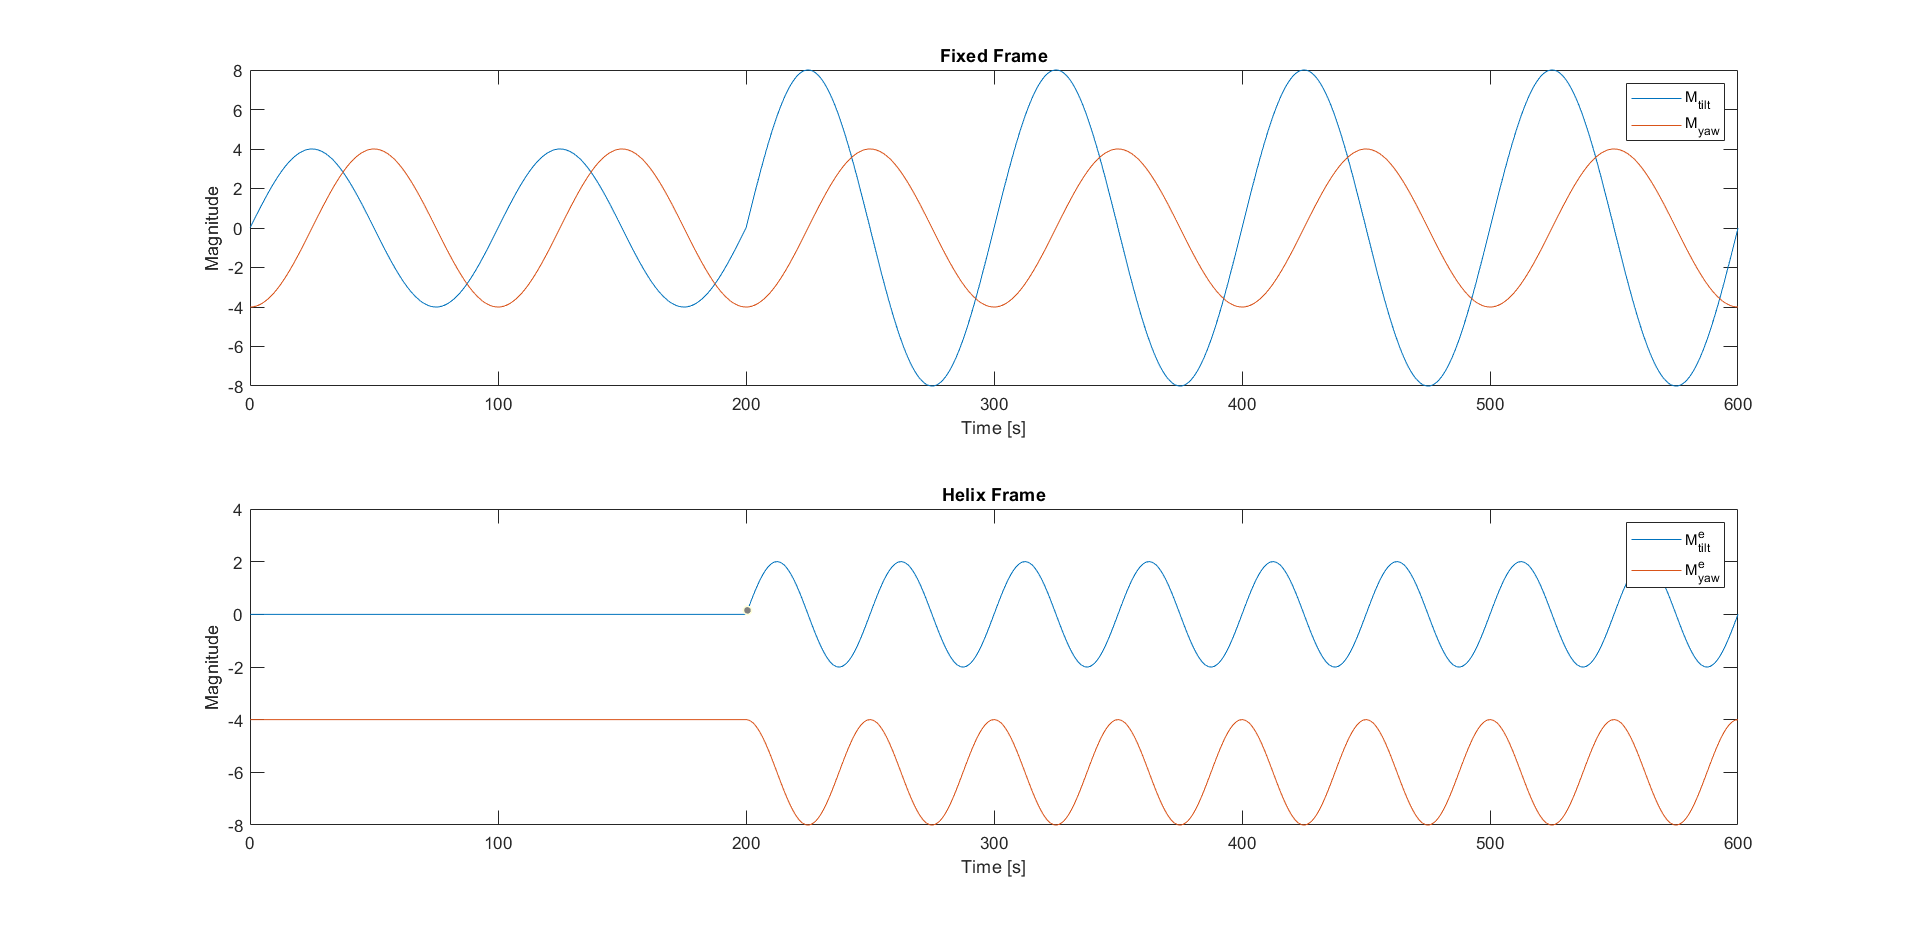 Fixed Frame
8
6
4
2
0
-2
-4
-6
-8
Magnitude
M_tilt
M_yaw
0 100 200 300 400 500 600
Time [s]
Helix Frame
4
2
0
-2
-4
-6
-8
Magnitude
M^e_tilt
M^e_yaw
0 100 200 300 400 500 600
Time [s]